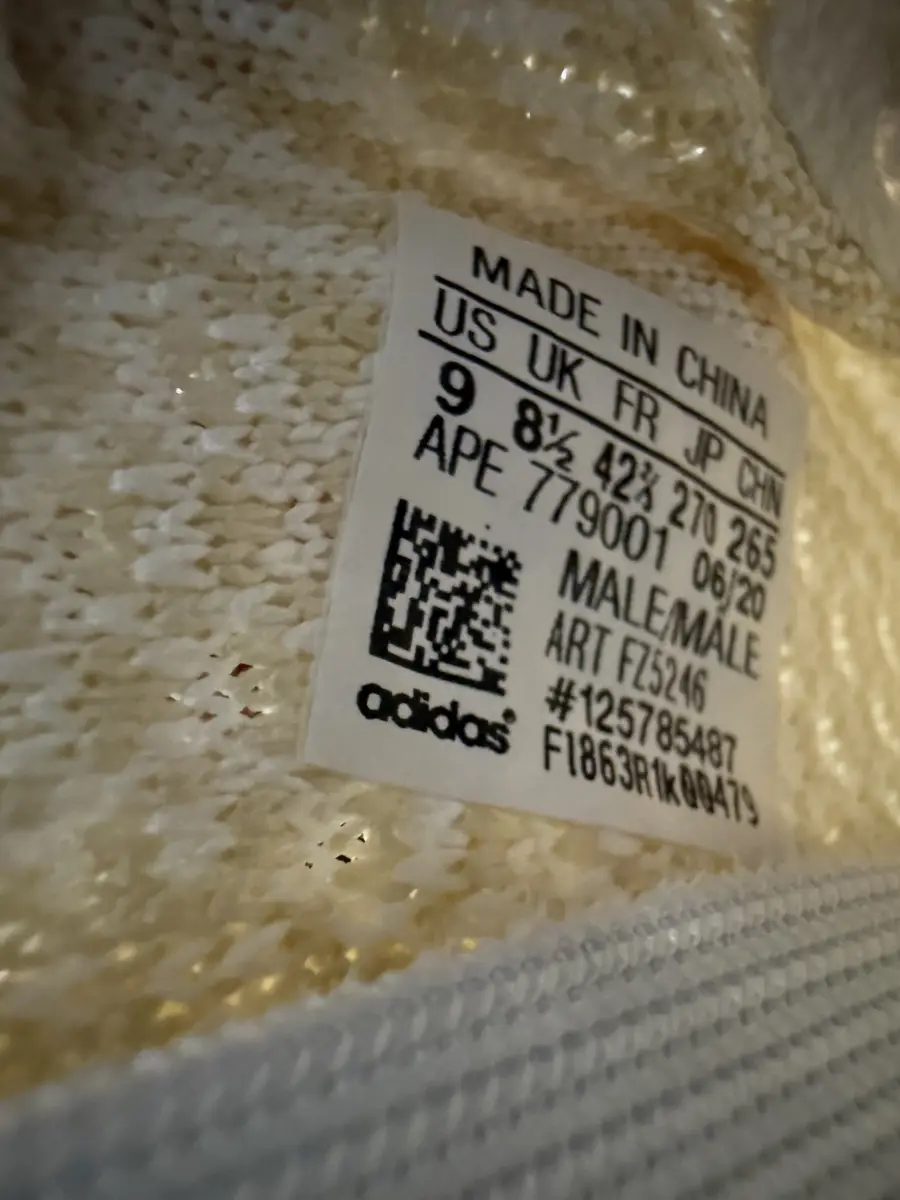 MADE IN CHINA
US UK FR JP CHN
9 8½ 42⅔ 270 265
APE 779001 06/20
MALE/MALE
ART FZ5246
#125785487
F1863R1k00479
adidas®